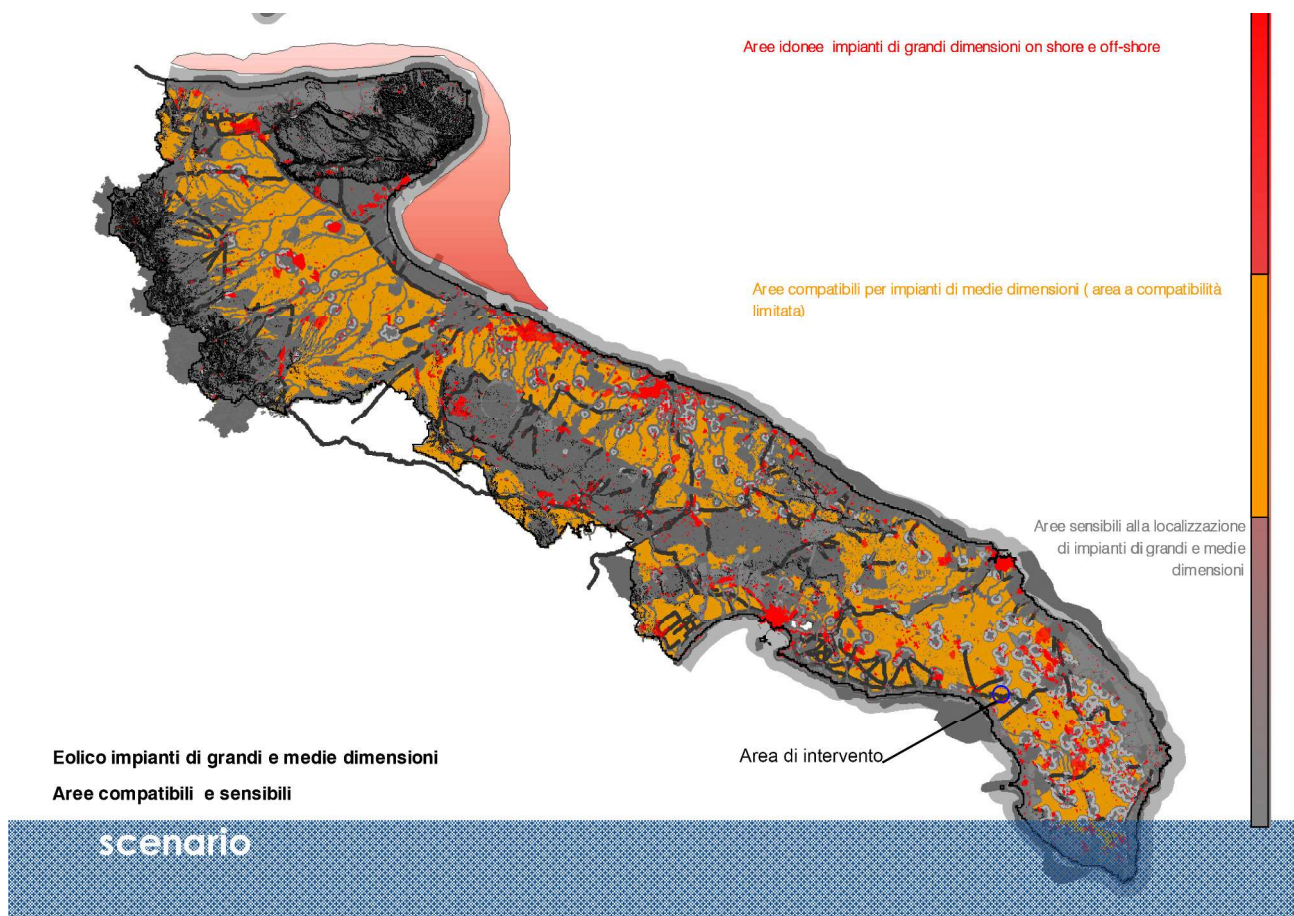 Aree idonee impianti di grandi dimensioni on shore e off-shore
Aree compatibili per impianti di medie dimensioni ( area a compatibilità
limitata)
Aree sensibili alla localizzazione
di impianti di grandi e medie
dimensioni
Area di intervento
Eolico impianti di grandi e medie dimensioni
Aree compatibili e sensibili
scenario